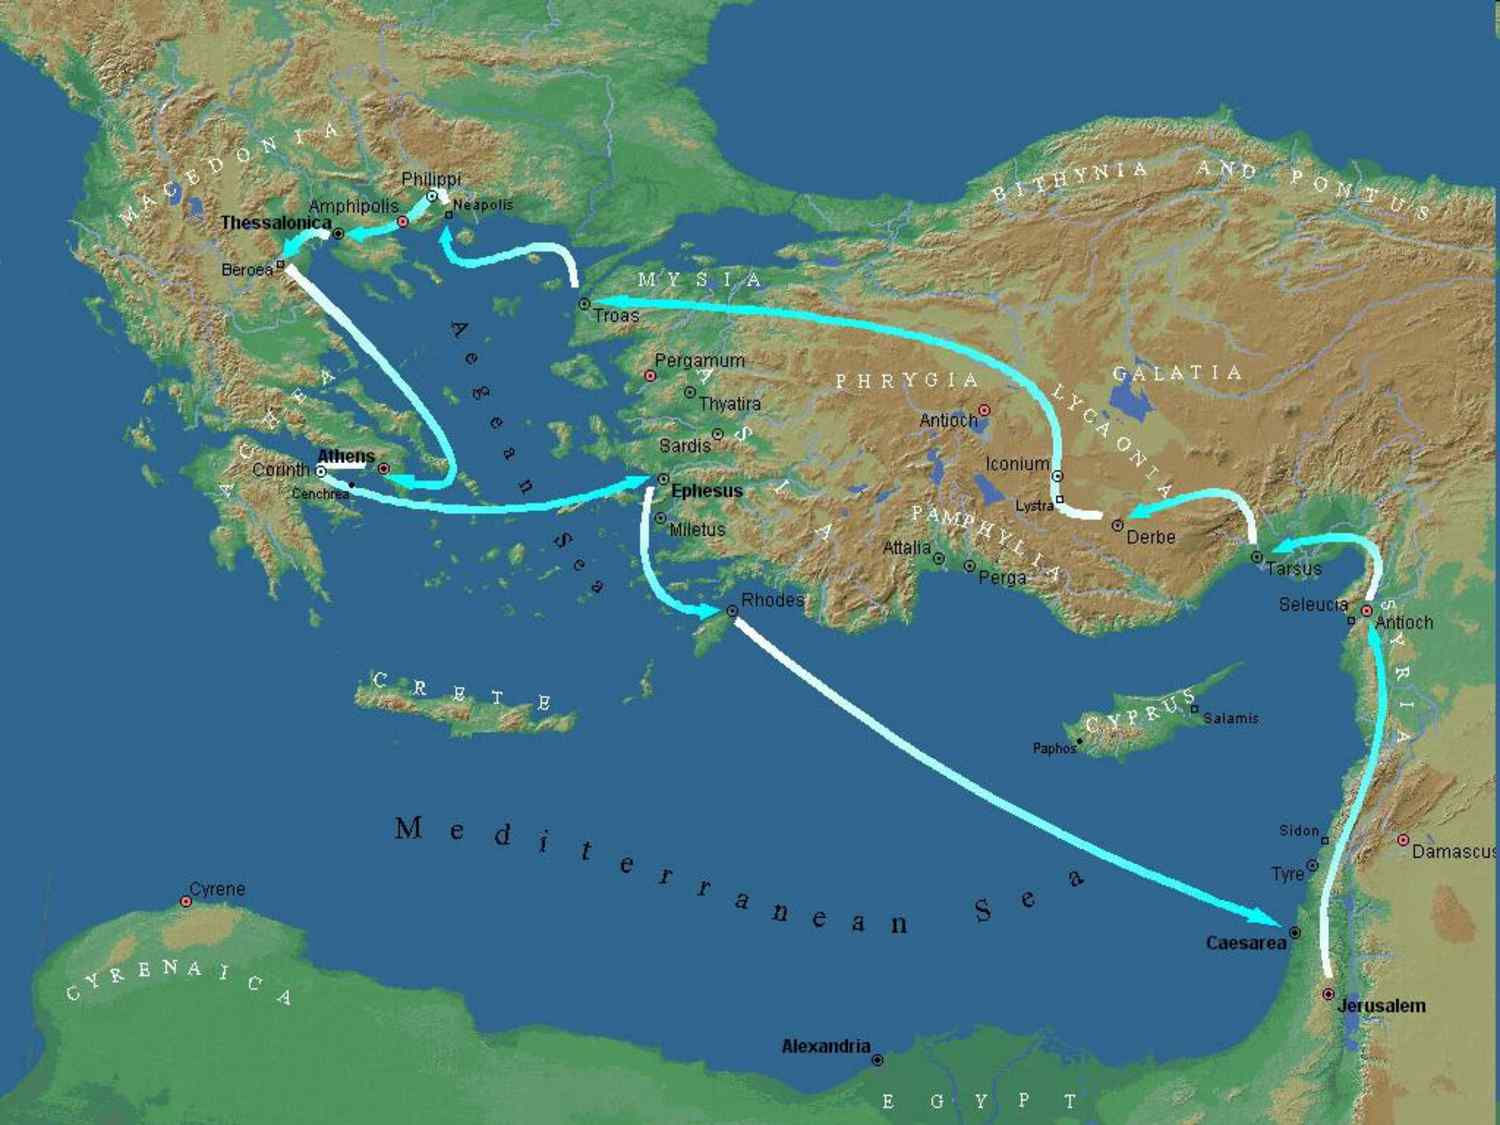 MACEDONIA
Philippi
Neapolis
Amphipolis
Thessalonica
Beroea
BITHYNIA AND PONTUS
MYSIA
Troas
Aegean Sea
Pergamum
Thyatira
Sardis
ASIA
PHRYGIA
GALATIA
LYCAONIA
Antioch
Iconium
Lystra
Derbe
PAMPHYLIA
Attalia
Perga
Tarsus
Seleucia
Antioch
SYRIA
ACHEA
Athens
Corinth
Cenchrea
Ephesus
Miletus
Rhodes
CRETE
CYPRUS
Salamis
Paphos
Mediterranean Sea
Sidon
Tyre
Damascus
Cyrene
CYRENAICA
Caesarea
Jerusalem
Alexandria
EGYPT